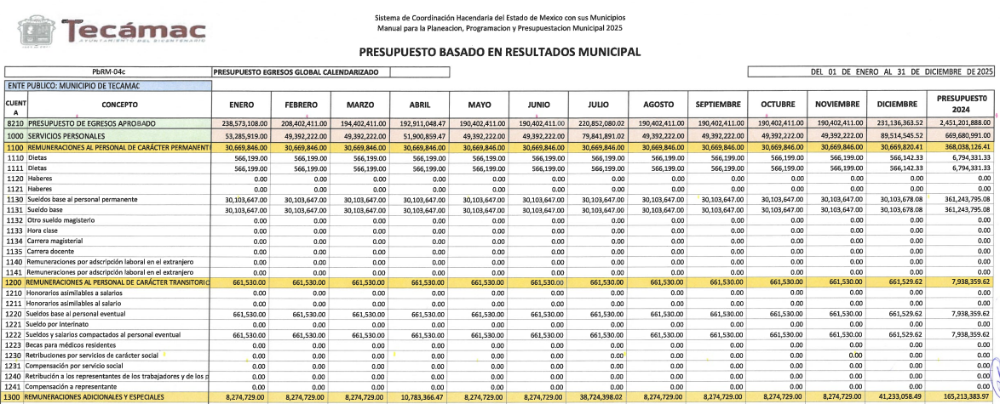 Tecámac
AYUNTAMIENTO DEL BICENTENARIO
Sistema de Coordinación Hacendaria del Estado de Mexico con sus Municipios
Manual para la Planeacion, Programacion y Presupuestacion Municipal 2025
PRESUPUESTO BASADO EN RESULTADOS MUNICIPAL
PbRM-04c PRESUPUESTO EGRESOS GLOBAL CALENDARIZADO DEL 01 DE ENERO AL 31 DE DICIEMBRE DE 2025
ENTE PUBLICO: MUNICIPIO DE TECAMAC
CUENTA CONCEPTO ENERO FEBRERO MARZO ABRIL MAYO JUNIO JULIO AGOSTO SEPTIEMBRE OCTUBRE NOVIEMBRE DICIEMBRE PRESUPUESTO 2024
8210 PRESUPUESTO DE EGRESOS APROBADO 238,573,108.00 208,402,411.00 194,402,411.00 192,911,048.47 190,402,411.00 190,402,411.00 220,852,080.02 190,402,411.00 190,402,411.00 190,402,411.00 190,402,411.00 231,136,363.52 2,451,201,888.00
1000 SERVICIOS PERSONALES 53,285,919.00 49,392,222.00 49,392,222.00 51,900,859.47 49,392,222.00 49,392,222.00 79,841,891.02 49,392,222.00 49,392,222.00 49,392,222.00 49,392,222.00 89,514,545.52 669,680,991.00
1100 REMUNERACIONES AL PERSONAL DE CARÁCTER PERMANENT 30,669,846.00 30,669,846.00 30,669,846.00 30,669,846.00 30,669,846.00 30,669,846.00 30,669,846.00 30,669,846.00 30,669,846.00 30,669,846.00 30,669,846.00 30,669,820.41 368,038,126.41
1110 Dietas 566,199.00 566,199.00 566,199.00 566,199.00 566,199.00 566,199.00 566,199.00 566,199.00 566,199.00 566,199.00 566,199.00 566,142.33 6,794,331.33
1111 Dietas 566,199.00 566,199.00 566,199.00 566,199.00 566,199.00 566,199.00 566,199.00 566,199.00 566,199.00 566,199.00 566,199.00 566,142.33 6,794,331.33
1120 Haberes 0.00 0.00 0.00 0.00 0.00 0.00 0.00 0.00 0.00 0.00 0.00 0.00 0.00
1121 Haberes 0.00 0.00 0.00 0.00 0.00 0.00 0.00 0.00 0.00 0.00 0.00 0.00 0.00
1130 Sueldos base al personal permanente 30,103,647.00 30,103,647.00 30,103,647.00 30,103,647.00 30,103,647.00 30,103,647.00 30,103,647.00 30,103,647.00 30,103,647.00 30,103,647.00 30,103,647.00 30,103,678.08 361,243,795.08
1131 Sueldo base 30,103,647.00 30,103,647.00 30,103,647.00 30,103,647.00 30,103,647.00 30,103,647.00 30,103,647.00 30,103,647.00 30,103,647.00 30,103,647.00 30,103,647.00 30,103,678.08 361,243,795.08
1132 Otro sueldo magisterio 0.00 0.00 0.00 0.00 0.00 0.00 0.00 0.00 0.00 0.00 0.00 0.00 0.00
1133 Hora clase 0.00 0.00 0.00 0.00 0.00 0.00 0.00 0.00 0.00 0.00 0.00 0.00 0.00
1134 Carrera magisterial 0.00 0.00 0.00 0.00 0.00 0.00 0.00 0.00 0.00 0.00 0.00 0.00 0.00
1135 Carrera docente 0.00 0.00 0.00 0.00 0.00 0.00 0.00 0.00 0.00 0.00 0.00 0.00 0.00
1140 Remuneraciones por adscripción laboral en el extranjero 0.00 0.00 0.00 0.00 0.00 0.00 0.00 0.00 0.00 0.00 0.00 0.00 0.00
1141 Remuneraciones por adscripción laboral en el extranjero 0.00 0.00 0.00 0.00 0.00 0.00 0.00 0.00 0.00 0.00 0.00 0.00 0.00
1200 REMUNERACIONES AL PERSONAL DE CARÁCTER TRANSITORIO 661,530.00 661,530.00 661,530.00 661,530.00 661,530.00 661,530.00 661,530.00 661,530.00 661,530.00 661,530.00 661,530.00 661,529.62 7,938,359.62
1210 Honorarios asimilables a salarios 0.00 0.00 0.00 0.00 0.00 0.00 0.00 0.00 0.00 0.00 0.00 0.00 0.00
1211 Honorarios asimilables al salario 0.00 0.00 0.00 0.00 0.00 0.00 0.00 0.00 0.00 0.00 0.00 0.00 0.00
1220 Sueldos base al personal eventual 661,530.00 661,530.00 661,530.00 661,530.00 661,530.00 661,530.00 661,530.00 661,530.00 661,530.00 661,530.00 661,530.00 661,529.62 7,938,359.62
1221 Sueldo por interinato 0.00 0.00 0.00 0.00 0.00 0.00 0.00 0.00 0.00 0.00 0.00 0.00 0.00
1222 Sueldos y salarios compactados al personal eventual 661,530.00 661,530.00 661,530.00 661,530.00 661,530.00 661,530.00 661,530.00 661,530.00 661,530.00 661,530.00 661,530.00 661,529.62 7,938,359.62
1223 Becas para médicos residentes 0.00 0.00 0.00 0.00 0.00 0.00 0.00 0.00 0.00 0.00 0.00 0.00 0.00
1230 Retribuciones por servicios de carácter social 0.00 0.00 0.00 0.00 0.00 0.00 0.00 0.00 0.00 0.00 0.00 0.00 0.00
1231 Compensación por servicio social 0.00 0.00 0.00 0.00 0.00 0.00 0.00 0.00 0.00 0.00 0.00 0.00 0.00
1240 Retribución a los representantes de los trabajadores y de los p 0.00 0.00 0.00 0.00 0.00 0.00 0.00 0.00 0.00 0.00 0.00 0.00 0.00
1241 Compensación a representante 0.00 0.00 0.00 0.00 0.00 0.00 0.00 0.00 0.00 0.00 0.00 0.00 0.00
1300 REMUNERACIONES ADICIONALES Y ESPECIALES 8,274,729.00 8,274,729.00 8,274,729.00 10,783,366.47 8,274,729.00 8,274,729.00 38,724,398.02 8,274,729.00 8,274,729.00 8,274,729.00 8,274,729.00 41,233,058.49 165,213,383.97